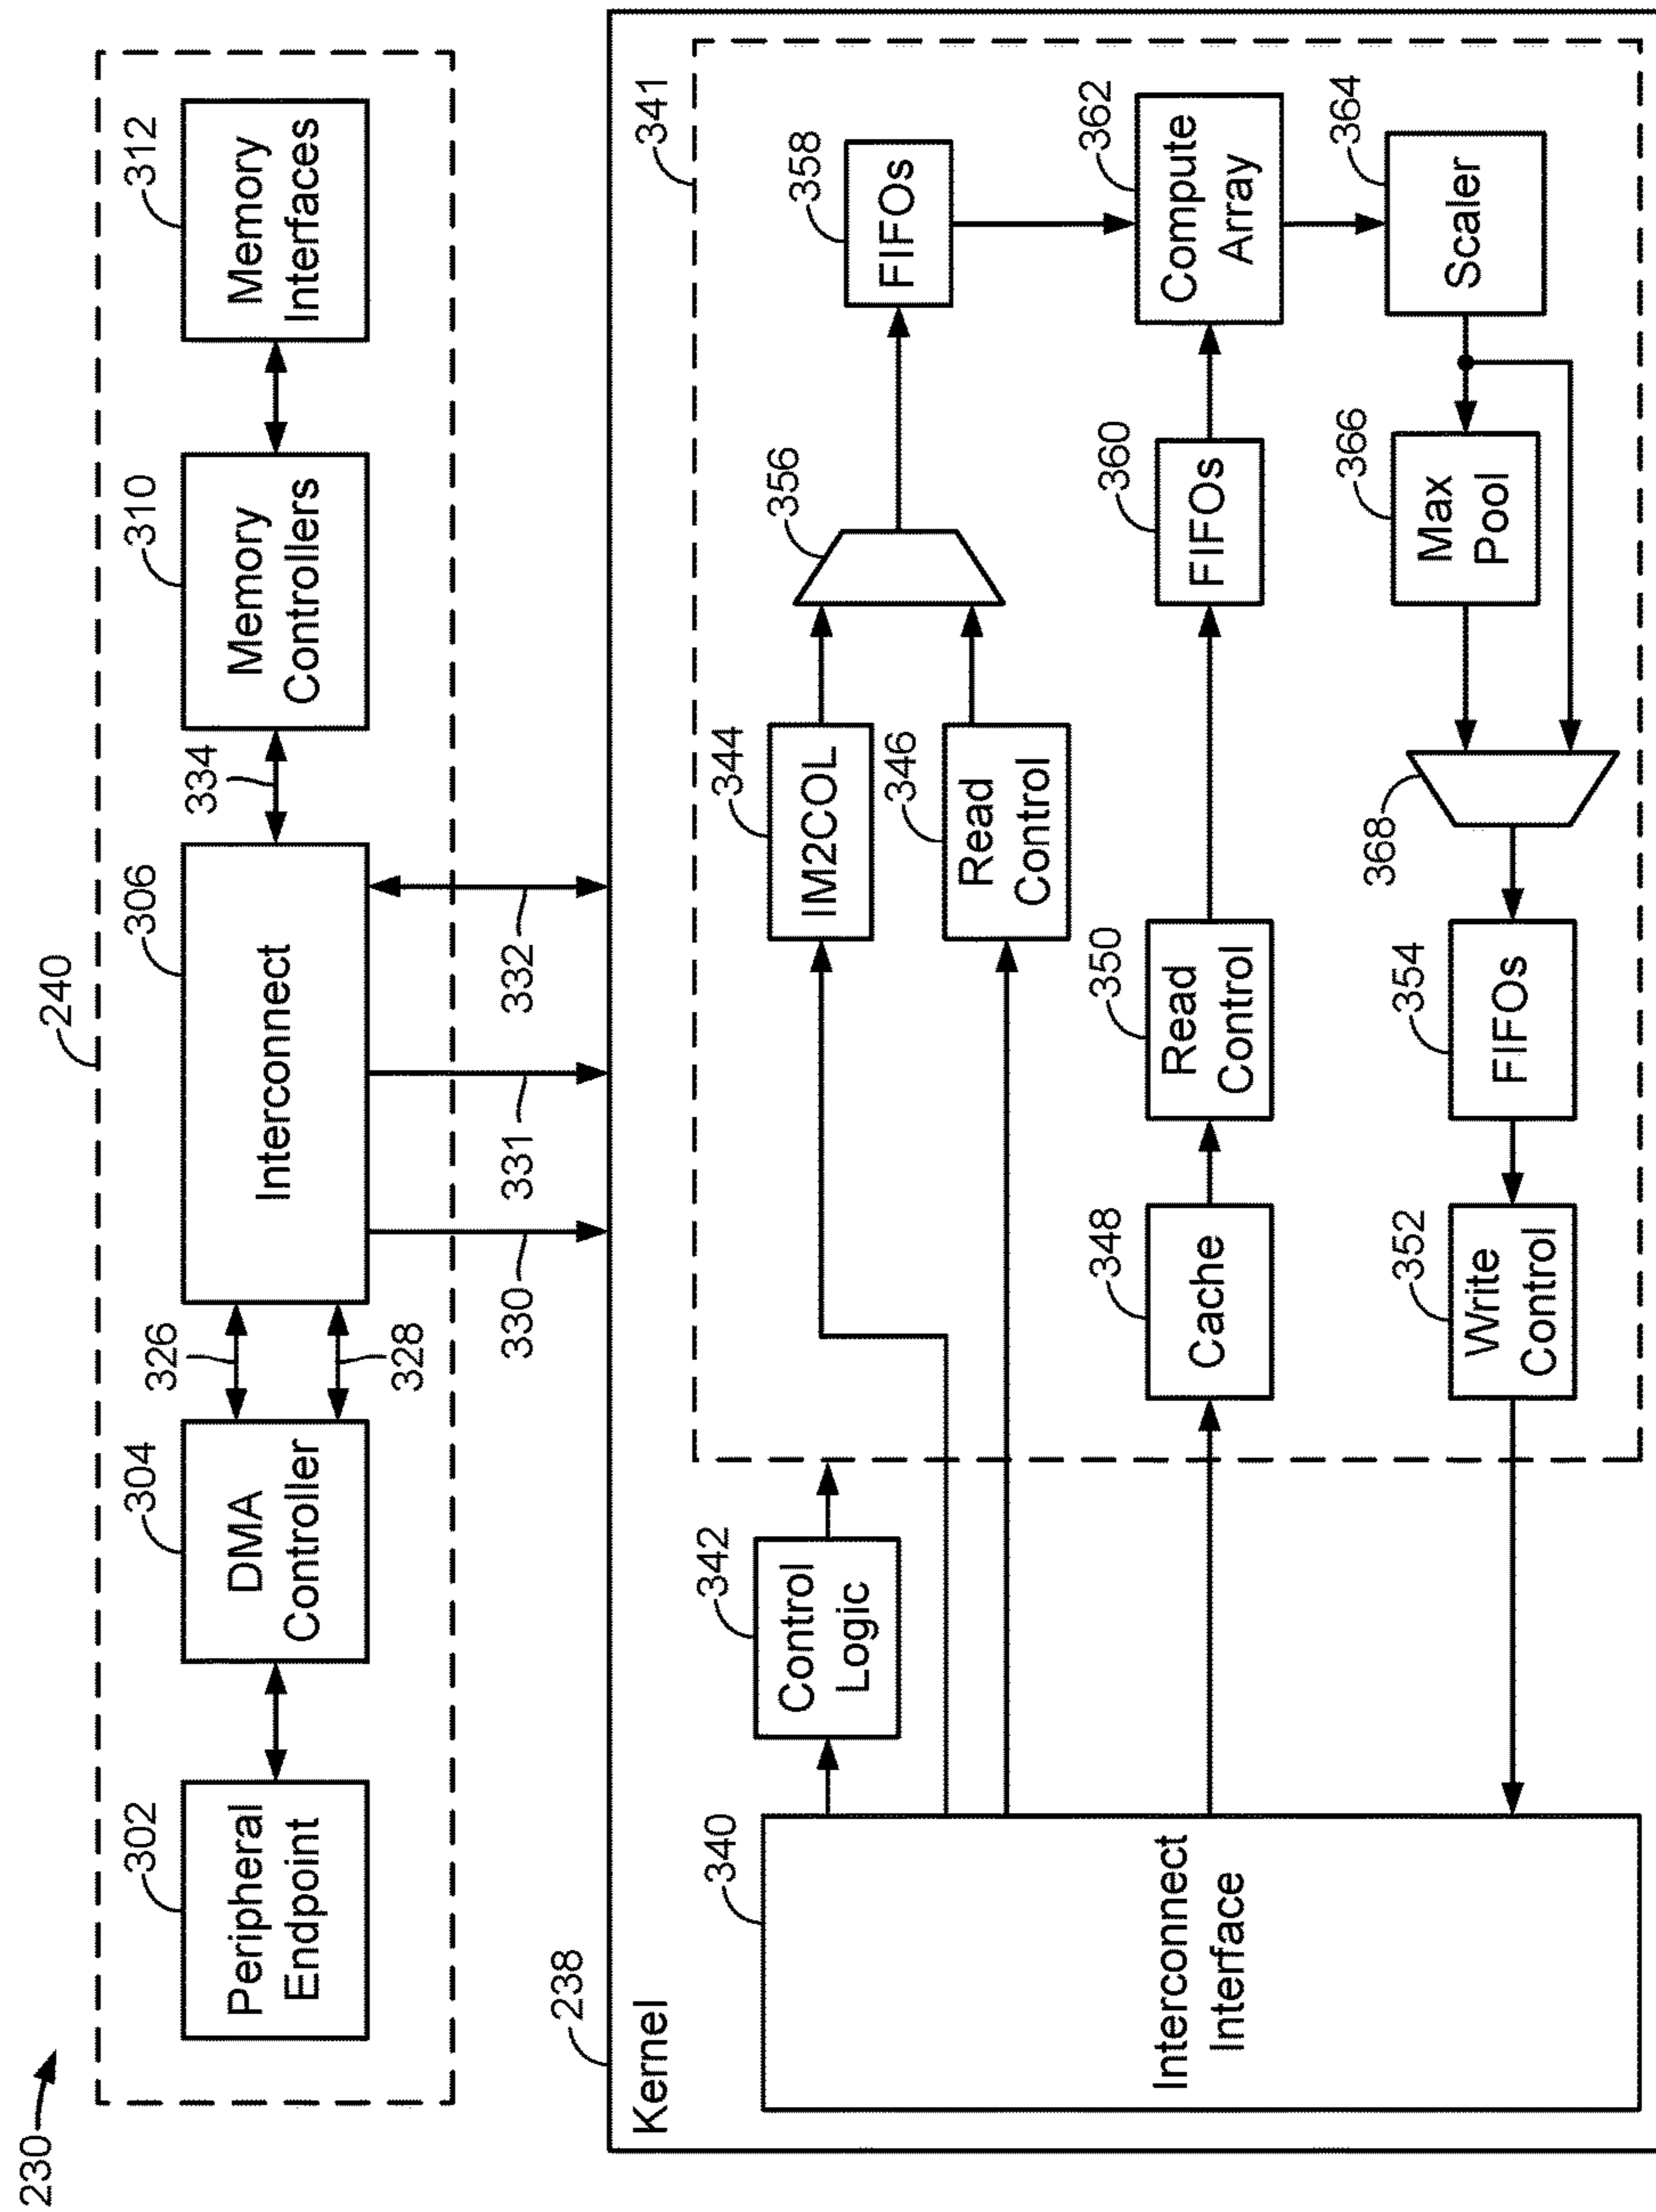 230
240
302
Peripheral
Endpoint
304
DMA
Controller
326
328
306
Interconnect
334
310
Memory
Controllers
312
Memory
Interfaces
330
331
332
238
Kernel
340
Interconnect
Interface
342
Control
Logic
341
344
IM2COL
346
Read
Control
356
358
FIFOs
348
Cache
350
Read
Control
360
FIFOs
362
Compute
Array
352
Write
Control
354
FIFOs
368
366
Max
Pool
364
Scaler